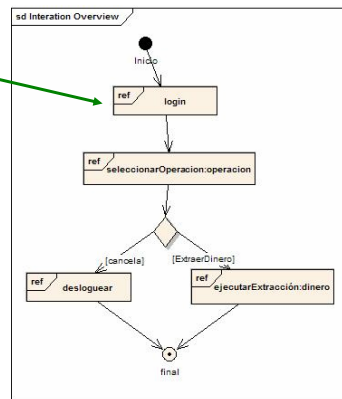 sd Interation Overview
Inicio
ref
login
ref
seleccionarOperacion:operacion
[cancela]
[ExtraerDinero]
ref
desloguear
ref
ejecutarExtracción:dinero
final